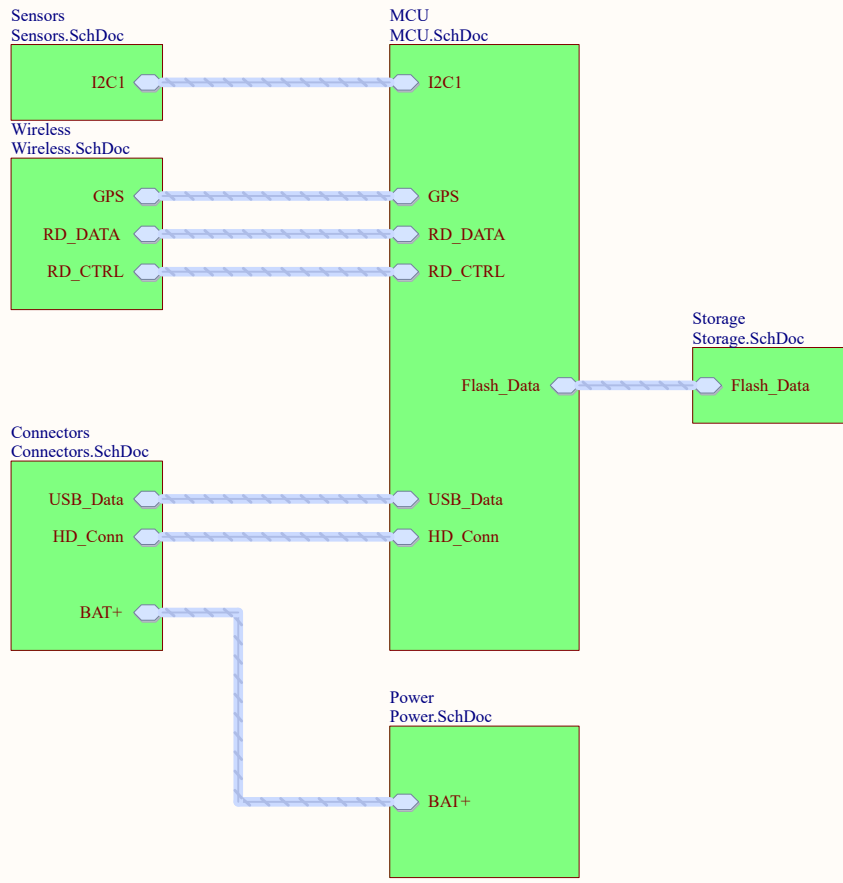 Sensors
Sensors.SchDoc
I2C1
Wireless
Wireless.SchDoc
GPS
RD_DATA
RD_CTRL
MCU
MCU.SchDoc
I2C1
GPS
RD_DATA
RD_CTRL
Flash_Data
USB_Data
HD_Conn
Storage
Storage.SchDoc
Flash_Data
Connectors
Connectors.SchDoc
USB_Data
HD_Conn
BAT+
Power
Power.SchDoc
BAT+